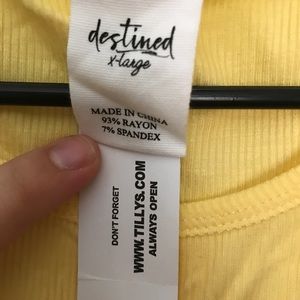 destined
x-large
MADE IN CHINA
93% RAYON
7% SPANDEX
DON'T FORGET
WWW.TILLYS.COM
ALWAYS OPEN